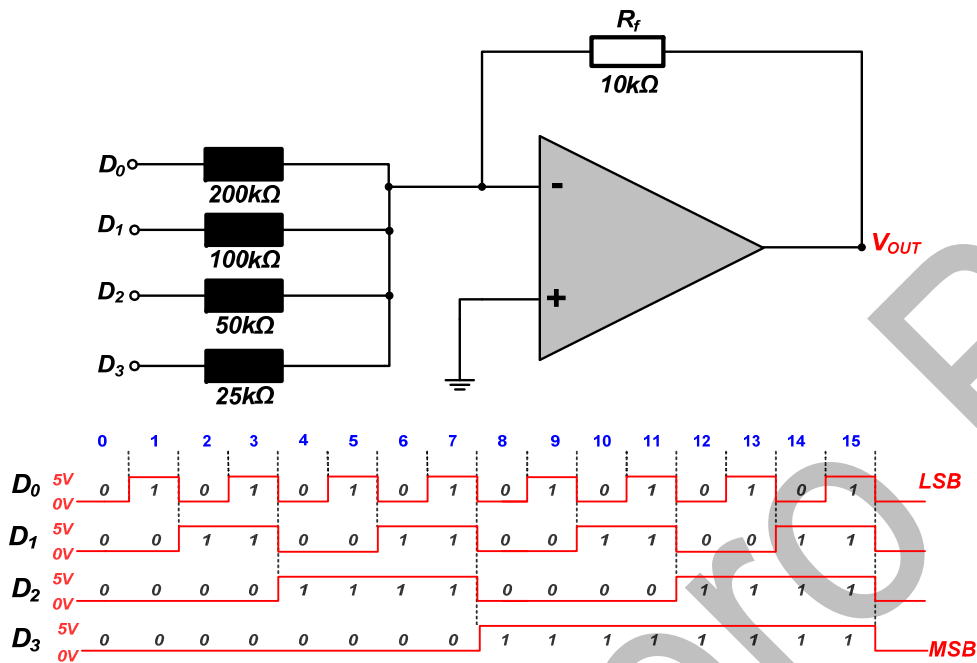 Rf
10kΩ
D0
200kΩ
D1
100kΩ
D2
50kΩ
D3
25kΩ
-
+
VOUT
0 1 2 3 4 5 6 7 8 9 10 11 12 13 14 15
D0 5V 0V 0 1 0 1 0 1 0 1 0 1 0 1 0 1 0 1 LSB
D1 5V 0V 0 0 1 1 0 0 1 1 0 0 1 1 0 0 1 1
D2 5V 0V 0 0 0 0 1 1 1 1 0 0 0 0 1 1 1 1
D3 5V 0V 0 0 0 0 0 0 0 0 1 1 1 1 1 1 1 1 MSB
pro